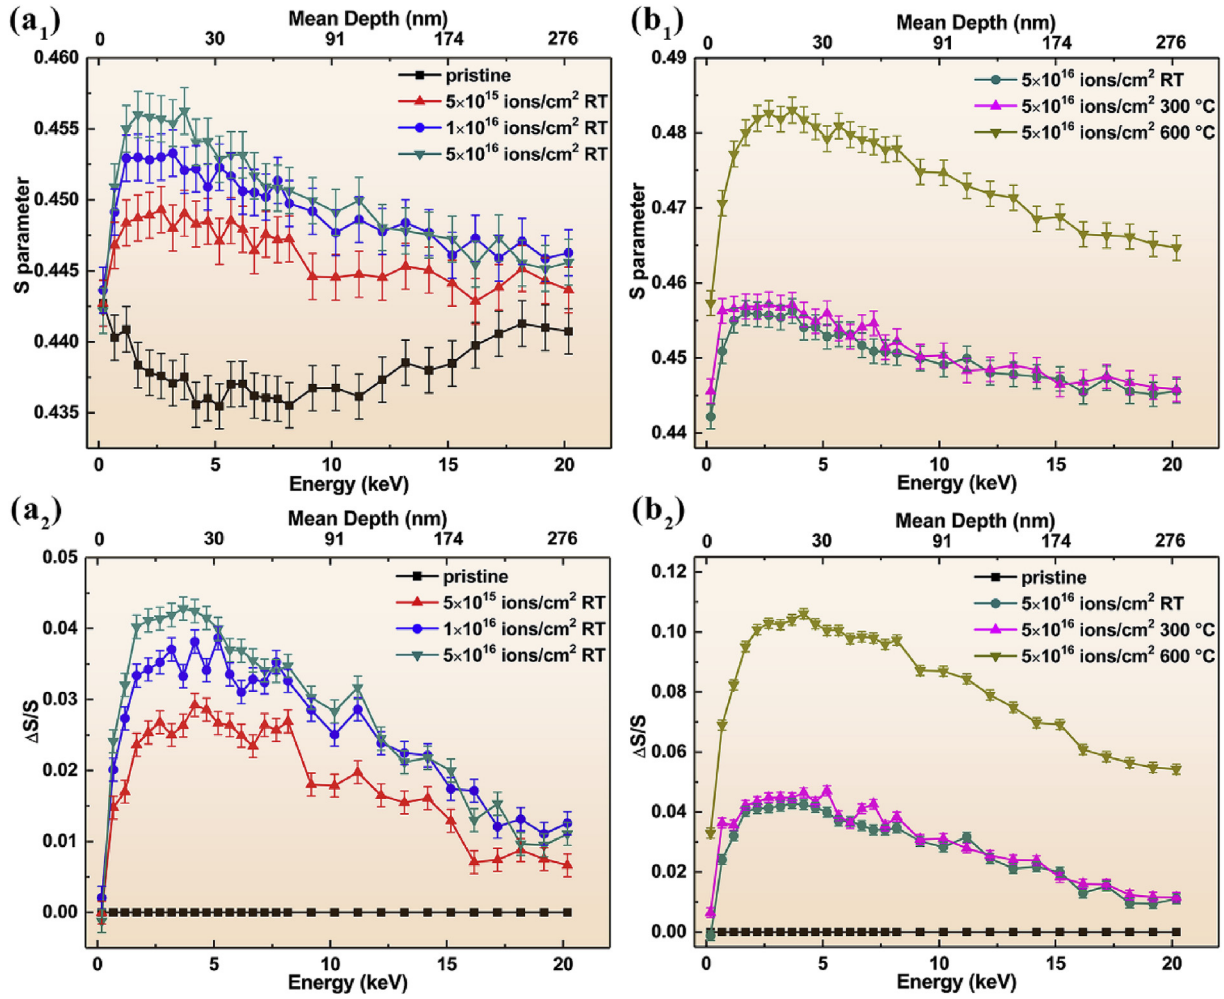 (a1)
Mean Depth (nm)
0 30 91 174 276
0.460
0.455
0.450
0.445
0.440
0.435
S parameter
pristine
5×10^15 ions/cm^2 RT
1×10^16 ions/cm^2 RT
5×10^16 ions/cm^2 RT
0 5 10 15 20
Energy (keV)
(b1)
Mean Depth (nm)
0 30 91 174 276
0.49
0.48
0.47
0.46
0.45
0.44
S parameter
5×10^16 ions/cm^2 RT
5×10^16 ions/cm^2 300 °C
5×10^16 ions/cm^2 600 °C
0 5 10 15 20
Energy (keV)
(a2)
Mean Depth (nm)
0 30 91 174 276
0.05
0.04
0.03
0.02
0.01
0.00
ΔS/S
pristine
5×10^15 ions/cm^2 RT
1×10^16 ions/cm^2 RT
5×10^16 ions/cm^2 RT
0 5 10 15 20
Energy (keV)
(b2)
Mean Depth (nm)
0 30 91 174 276
0.12
0.10
0.08
0.06
0.04
0.02
0.00
ΔS/S
pristine
5×10^16 ions/cm^2 RT
5×10^16 ions/cm^2 300 °C
5×10^16 ions/cm^2 600 °C
0 5 10 15 20
Energy (keV)